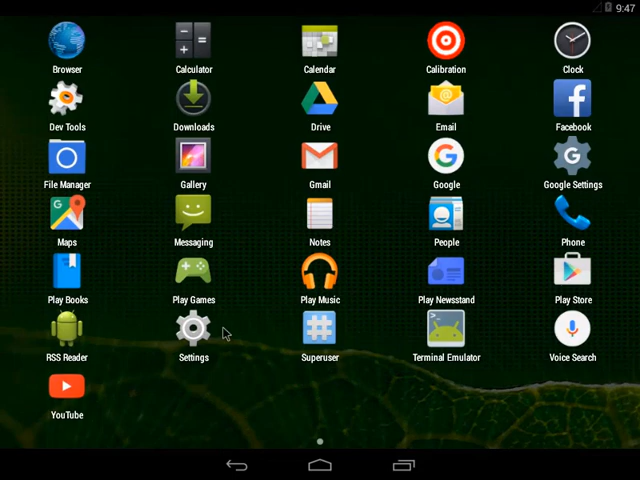 9:47
Browser
Calculator
Calendar
Calibration
Clock
Dev Tools
Downloads
Drive
Email
Facebook
File Manager
Gallery
Gmail
Google
Google Settings
Maps
Messaging
Notes
People
Phone
Play Books
Play Games
Play Music
Play Newsstand
Play Store
RSS Reader
Settings
Superuser
Terminal Emulator
Voice Search
YouTube